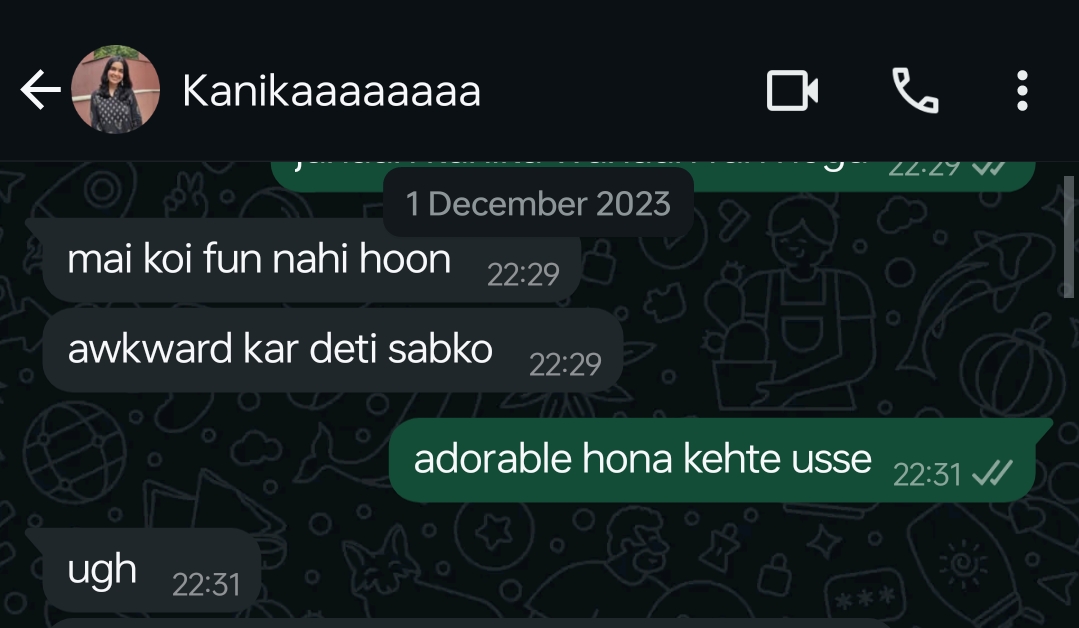 Kanikaaaaaaaa
22:29
1 December 2023
mai koi fun nahi hoon 22:29
awkward kar deti sabko 22:29
adorable hona kehte usse 22:31
ugh 22:31